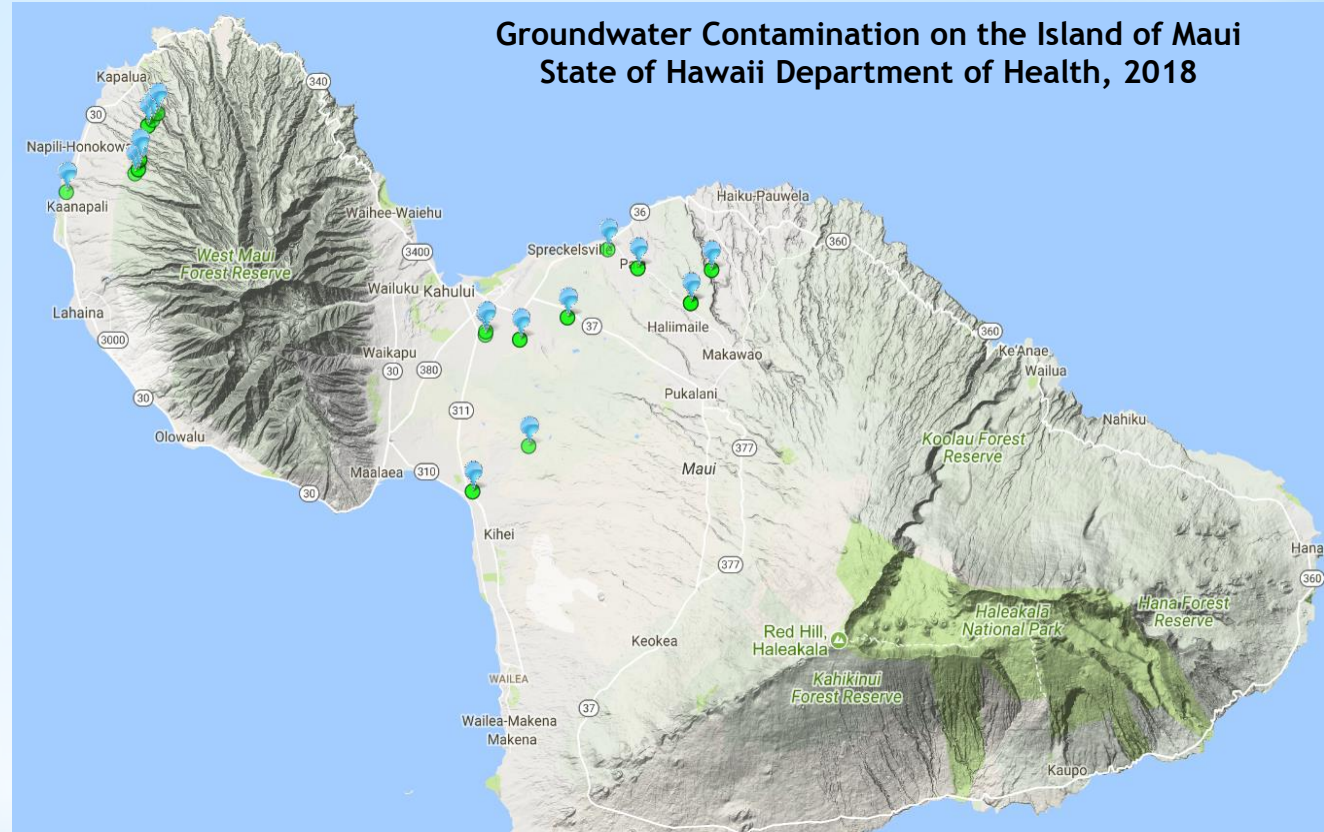 Groundwater Contamination on the Island of Maui
State of Hawaii Department of Health, 2018
Kapalua
340
30
Napili-Honokow
Kaanapali
Waihee-Waiehu
Haiku-Pauwela
36
360
Spreckelsville
3400
West Maui
Forest Reserve
Wailuku
Kahului
Lahaina
3000
37
Haliimaile
360
Ke'Anae
Wailua
Waikapu
30
380
Makawao
Pukalani
311
30
Nahiku
Olowalu
377
Koolau Forest
Reserve
Maalaea
310
Maui
30
Kihei
Hana
377
360
Haleakalā
National Park
Hana Forest
Reserve
Red Hill,
Haleakala
Keokea
Kahikinui
Forest Reserve
WAILEA
37
Wailea-Makena
Makena
Kaupo